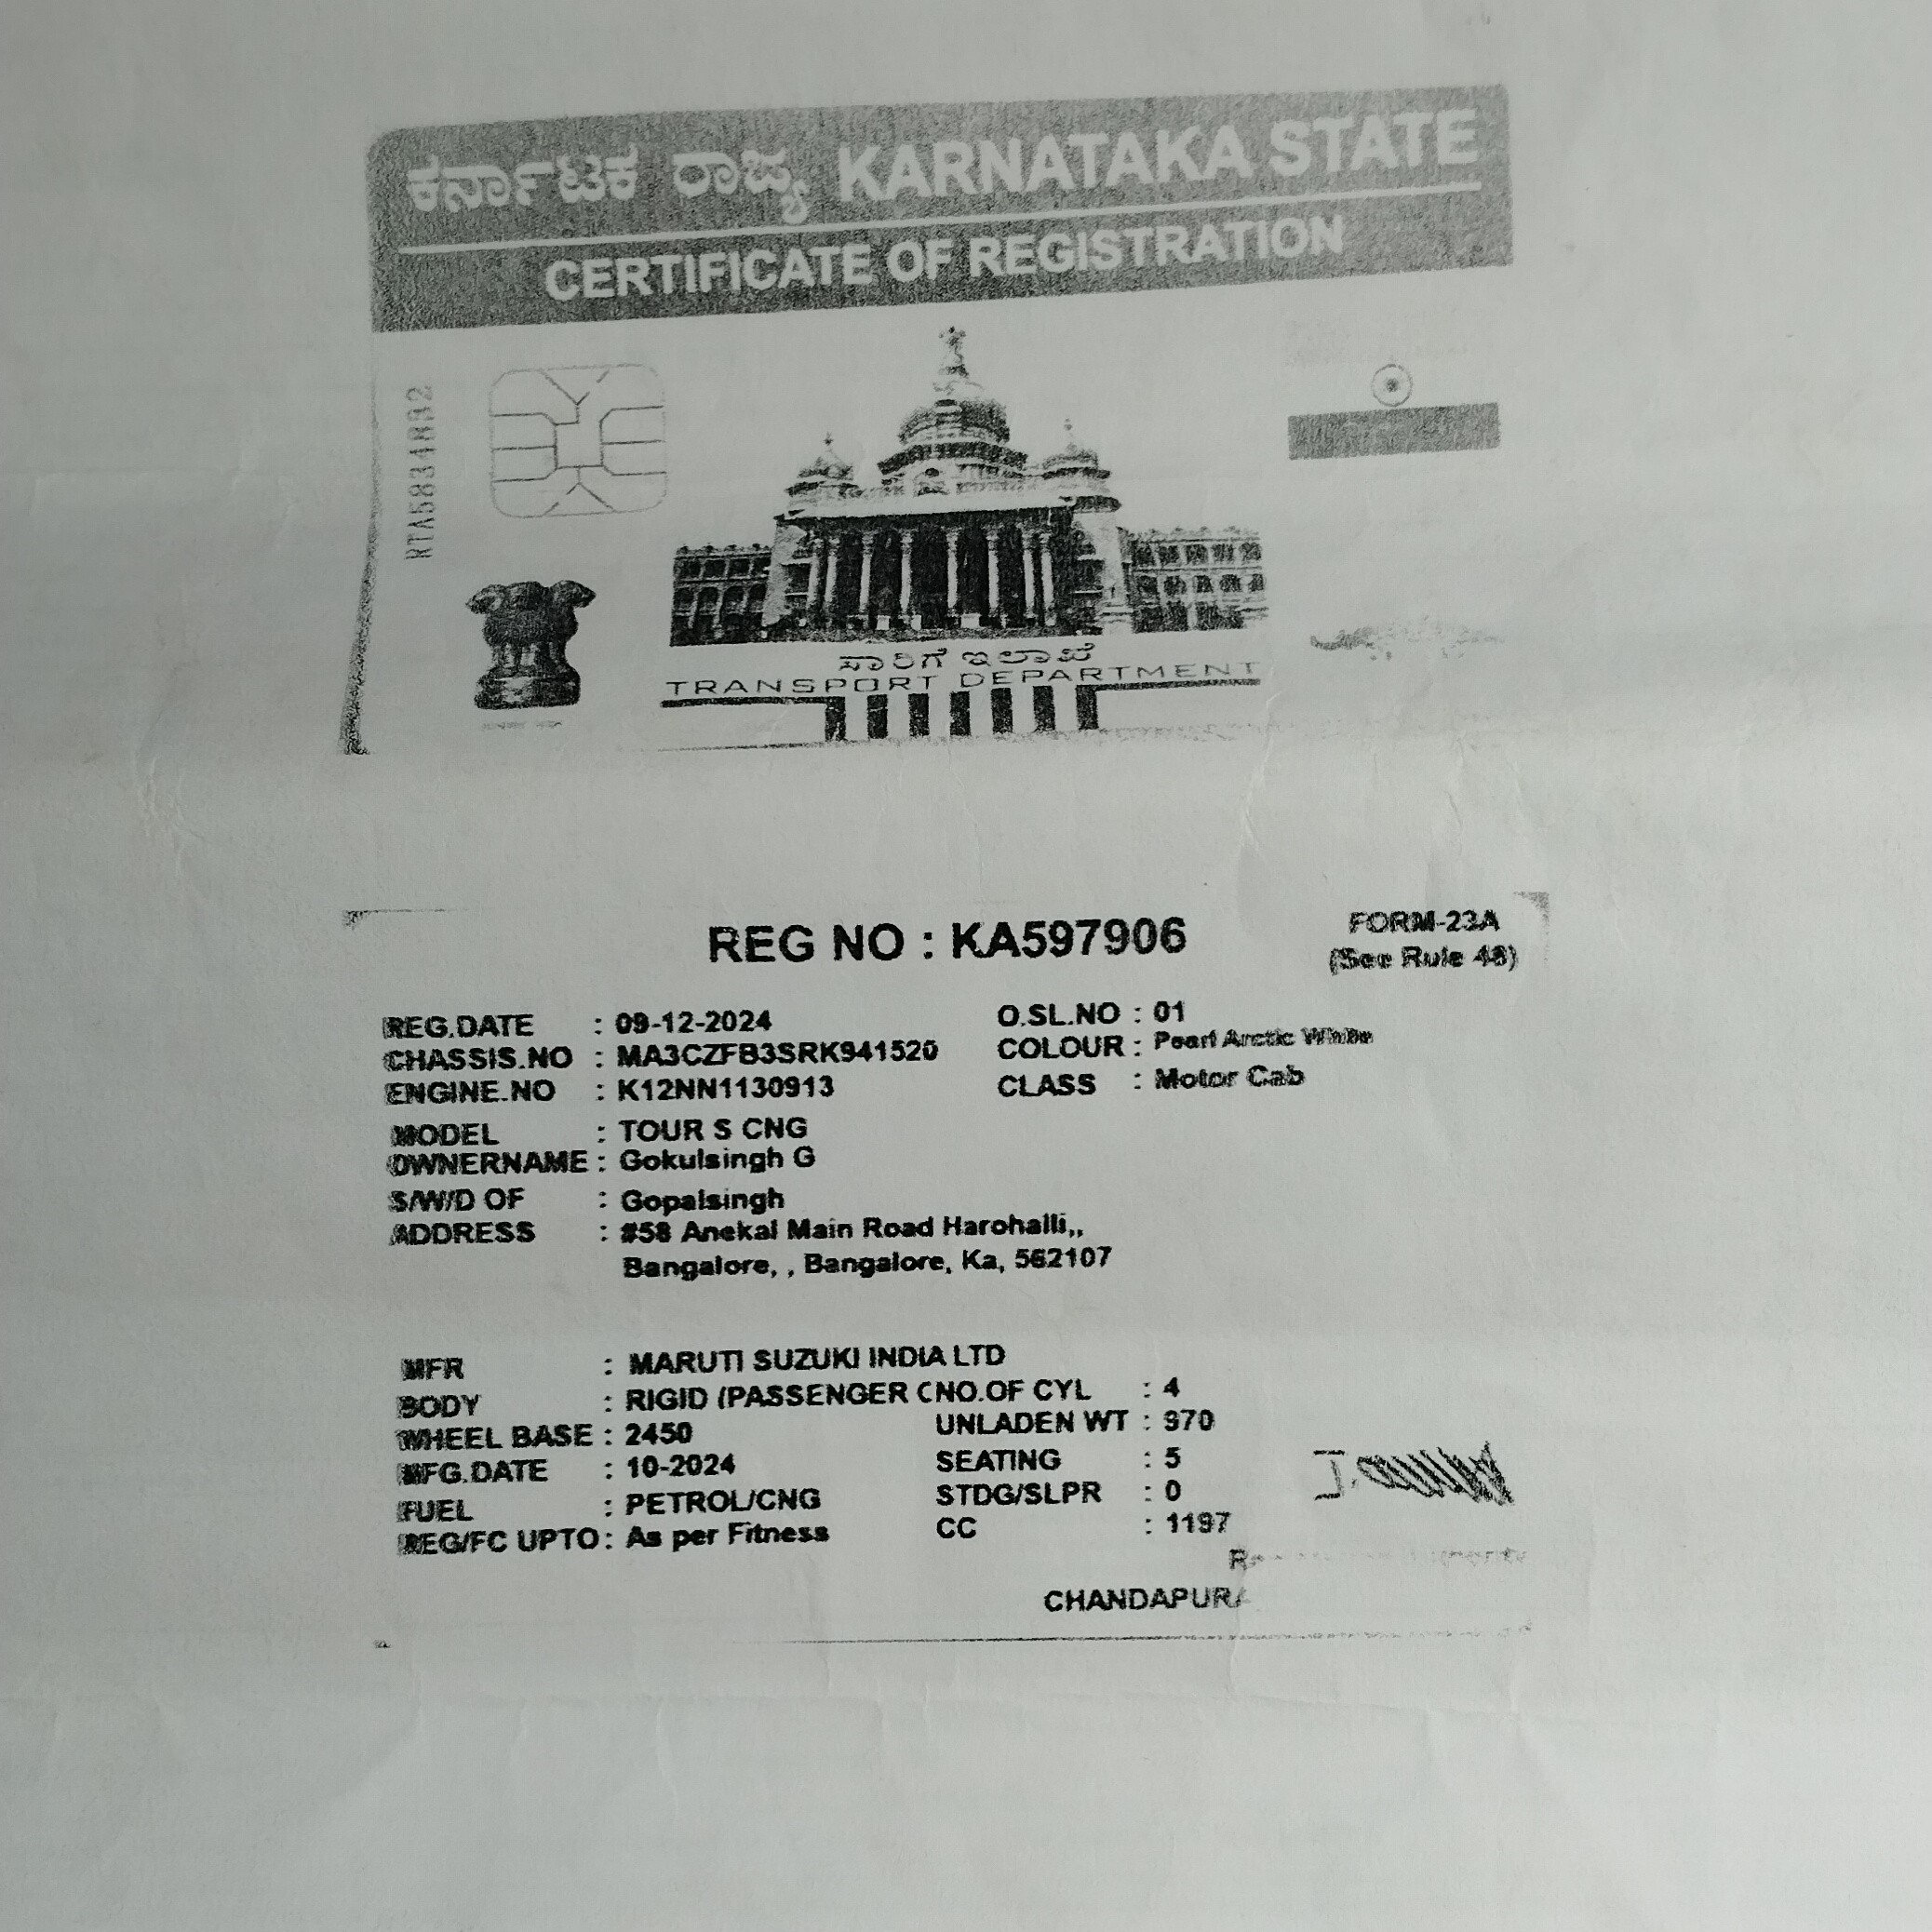 ಕರ್ನಾಟಕ ರಾಜ್ಯ KARNATAKA STATE
CERTIFICATE OF REGISTRATION
RTA5834832
ಸಾರಿಗೆ ಇಲಾಖೆ
TRANSPORT DEPARTMENT
REG NO : KA597906
FORM-23A
(See Rule 48)
REG.DATE : 09-12-2024 O.SL.NO : 01
CHASSIS.NO : MA3CZFB3SRK941520 COLOUR : Pearl Arctic White
ENGINE.NO : K12NN1130913 CLASS : Motor Cab
MODEL : TOUR S CNG
OWNERNAME : Gokulsingh G
S/W/D OF : Gopalsingh
ADDRESS : #58 Anekal Main Road Harohalli,,
Bangalore, , Bangalore, Ka, 562107
MFR : MARUTI SUZUKI INDIA LTD
BODY : RIGID (PASSENGER C NO.OF CYL : 4
WHEEL BASE : 2450 UNLADEN WT : 970
MFG.DATE : 10-2024 SEATING : 5
FUEL : PETROL/CNG STDG/SLPR : 0
REG/FC UPTO : As per Fitness CC : 1197
CHANDAPURA